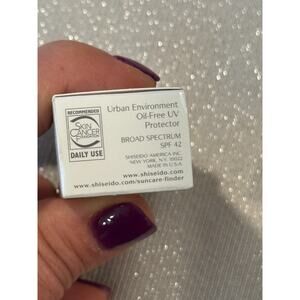 RECOMMENDED
SKIN
CANCER
FOUNDATION
DAILY USE
Urban Environment
Oil-Free UV
Protector
BROAD SPECTRUM
SPF 42
SHISEIDO AMERICA INC.
NEW YORK, N.Y. 10022
MADE IN U.S.A.
www.shiseido.com
www.shiseido.com/suncare-finder